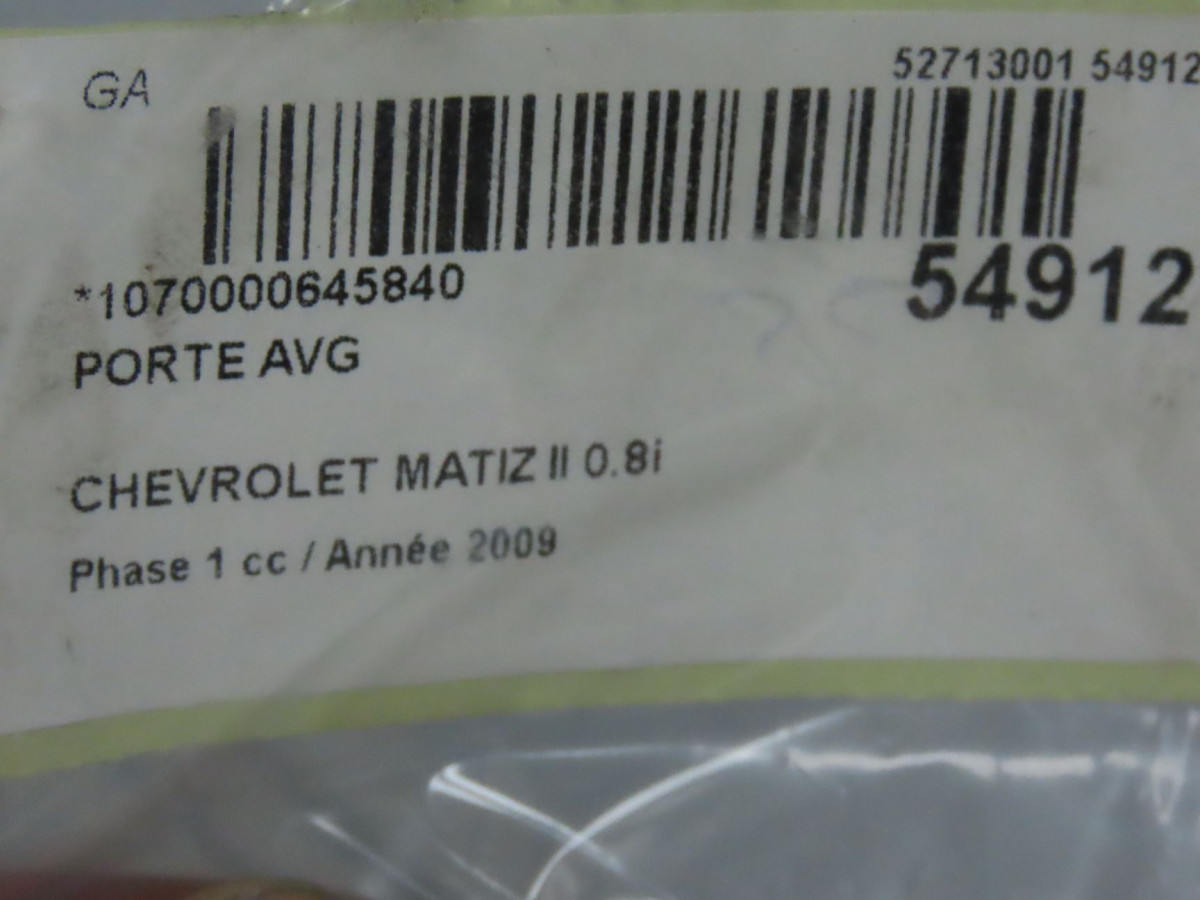 GA
52713001 54912
*1070000645840
54912
PORTE AVG
CHEVROLET MATIZ II 0.8i
Phase 1 cc / Année 2009